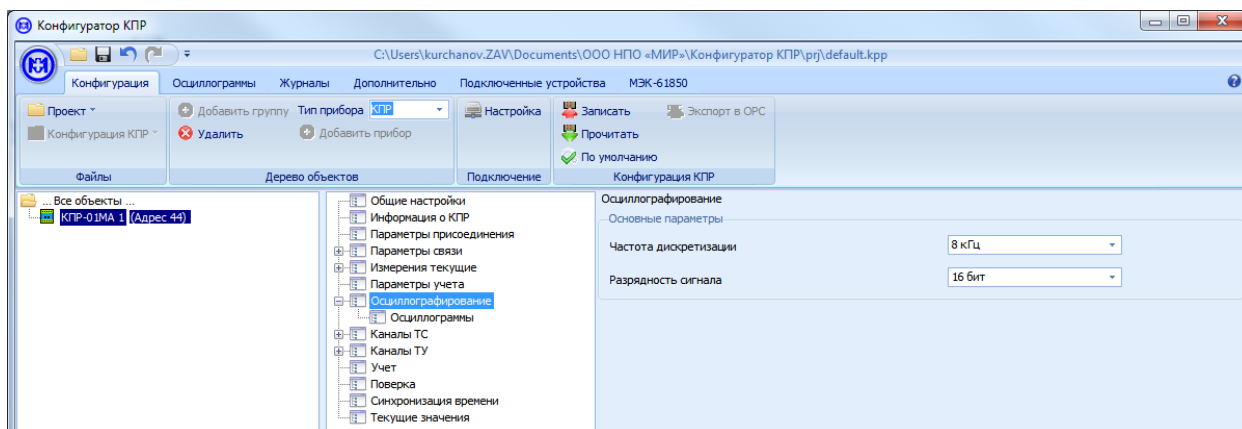 Конфигуратор КПР
C:\Users\kurchanov.ZAV\Documents\ООО НПО «МИР»\Конфигуратор КПР\prj\default.kpp
Конфигурация Осциллограммы Журналы Дополнительно Подключенные устройства МЭК-61850
Проект Добавить группу Тип прибора КПР Настройка Записать Экспорт в OPC
Конфигурация КПР Удалить Добавить прибор Прочитать
По умолчанию
Файлы Дерево объектов Подключение Конфигурация КПР
... Все объекты ...
КПР-01МА 1 (Адрес 44)
Общие настройки
Информация о КПР
Параметры присоединения
Параметры связи
Измерения текущие
Параметры учета
Осциллографирование
Осциллограммы
Каналы ТС
Каналы ТУ
Учет
Поверка
Синхронизация времени
Текущие значения
Осциллографирование
Основные параметры
Частота дискретизации 8 кГц
Разрядность сигнала 16 бит